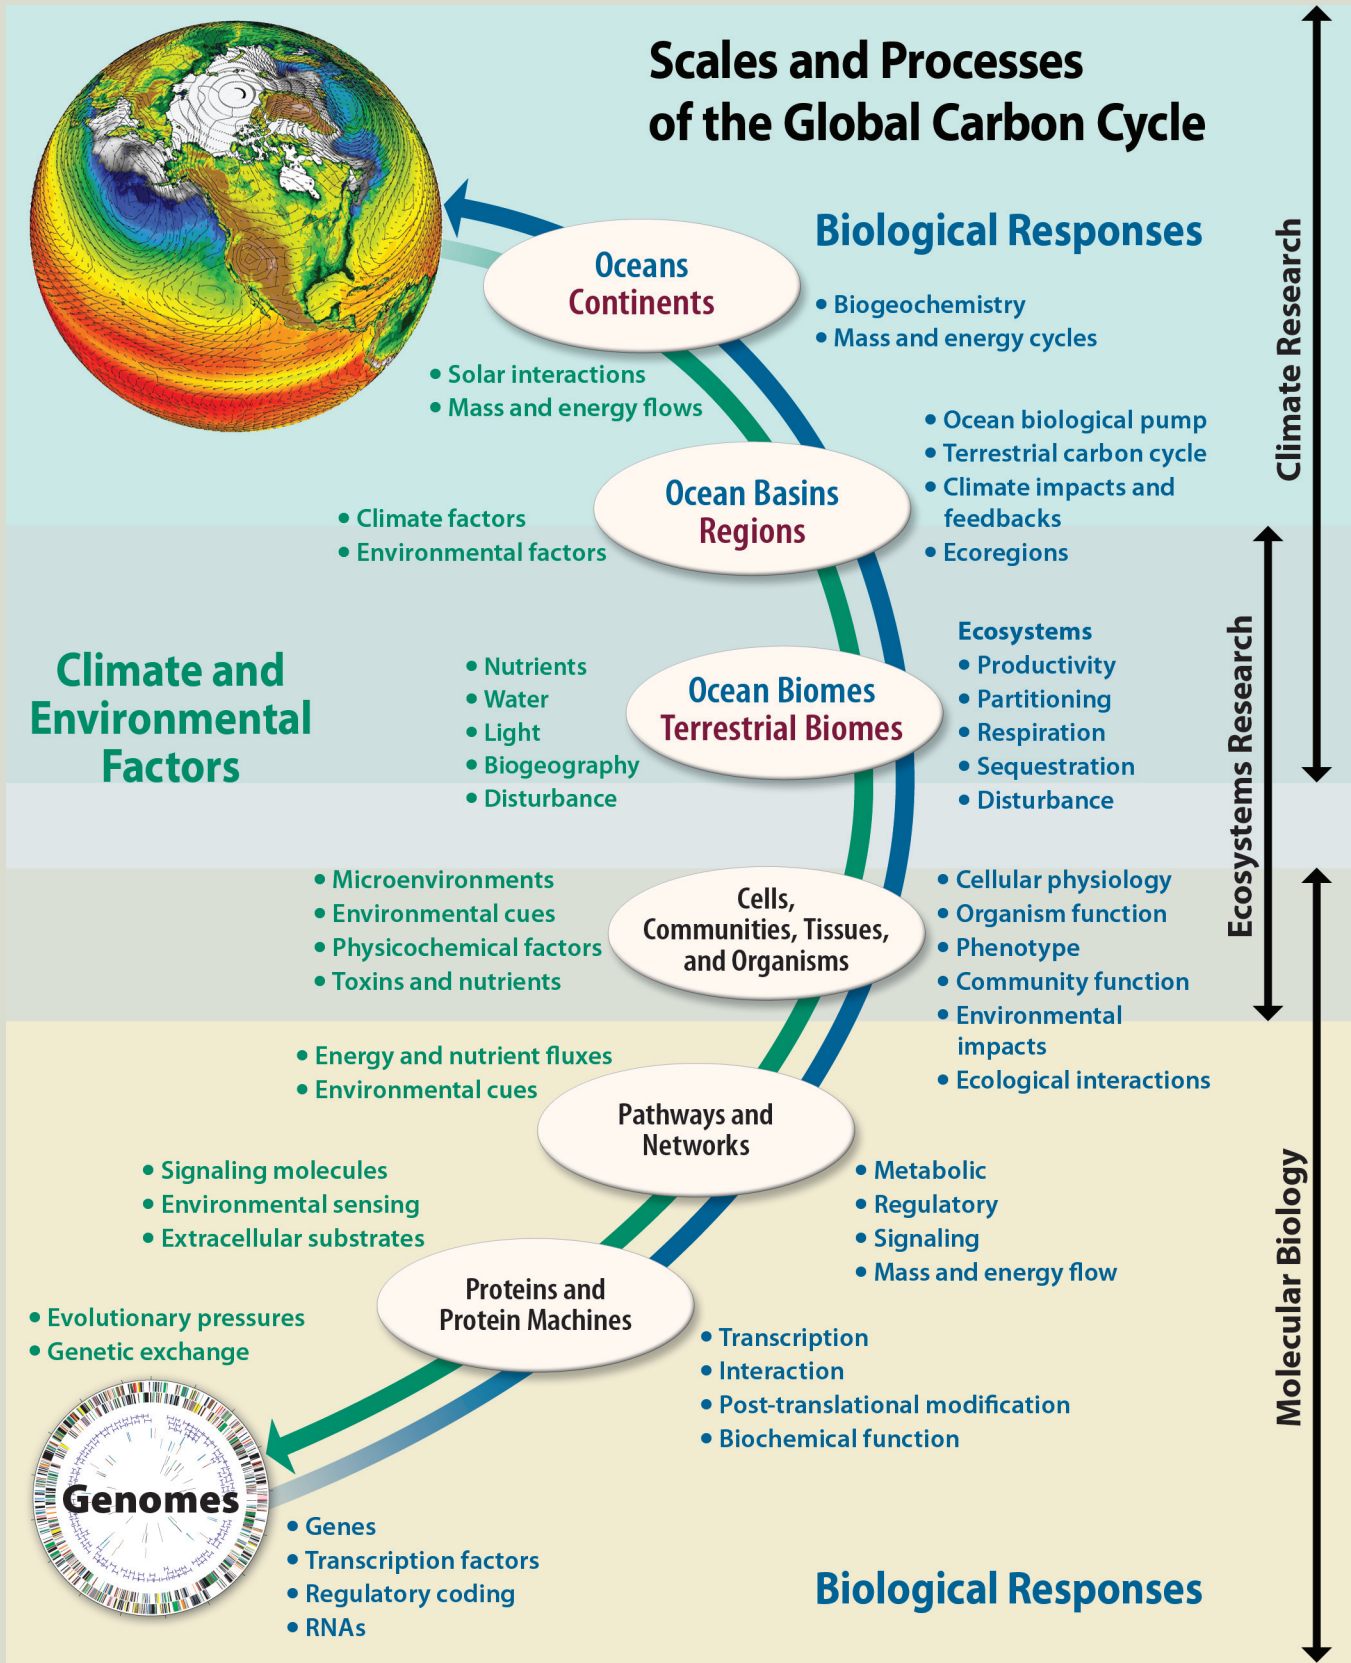 Scales and Processes
of the Global Carbon Cycle
Biological Responses
Oceans
Continents
• Biogeochemistry
• Mass and energy cycles
• Solar interactions
• Mass and energy flows
Climate Research
• Ocean biological pump
• Terrestrial carbon cycle
• Climate impacts and
feedbacks
• Ecoregions
Ocean Basins
Regions
• Climate factors
• Environmental factors
Climate and
Environmental
Factors
• Nutrients
• Water
• Light
• Biogeography
• Disturbance
Ocean Biomes
Terrestrial Biomes
Ecosystems
• Productivity
• Partitioning
• Respiration
• Sequestration
• Disturbance
Ecosystems Research
• Microenvironments
• Environmental cues
• Physicochemical factors
• Toxins and nutrients
Cells,
Communities, Tissues,
and Organisms
• Cellular physiology
• Organism function
• Phenotype
• Community function
• Environmental
impacts
• Ecological interactions
• Energy and nutrient fluxes
• Environmental cues
Pathways and
Networks
• Signaling molecules
• Environmental sensing
• Extracellular substrates
• Metabolic
• Regulatory
• Signaling
• Mass and energy flow
Molecular Biology
Proteins and
Protein Machines
• Evolutionary pressures
• Genetic exchange
• Transcription
• Interaction
• Post-translational modification
• Biochemical function
Genomes
• Genes
• Transcription factors
• Regulatory coding
• RNAs
Biological Responses